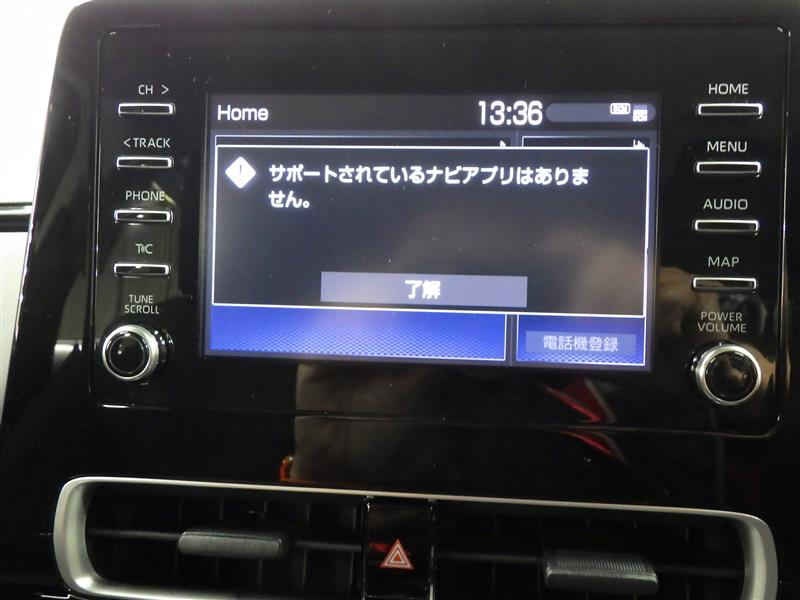 CH >
< TRACK
PHONE
T@C
TUNE
SCROLL
Home
13:36
DCM
サポートされているナビアプリはありま
せん。
了解
電話機登録
HOME
MENU
AUDIO
MAP
POWER
VOLUME